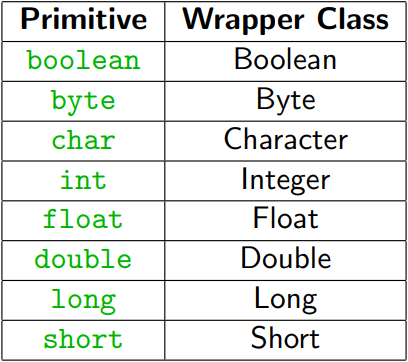 Primitive Wrapper Class
boolean Boolean
byte Byte
char Character
int Integer
float Float
double Double
long Long
short Short